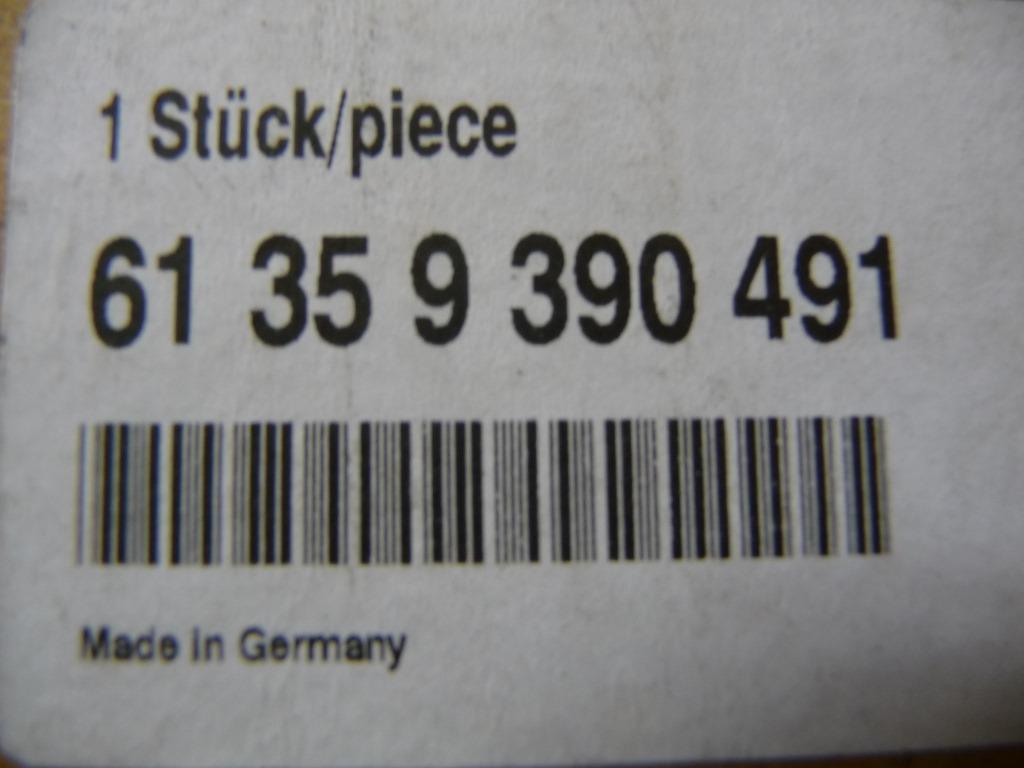 1 Stück/piece
61 35 9 390 491
Made in Germany